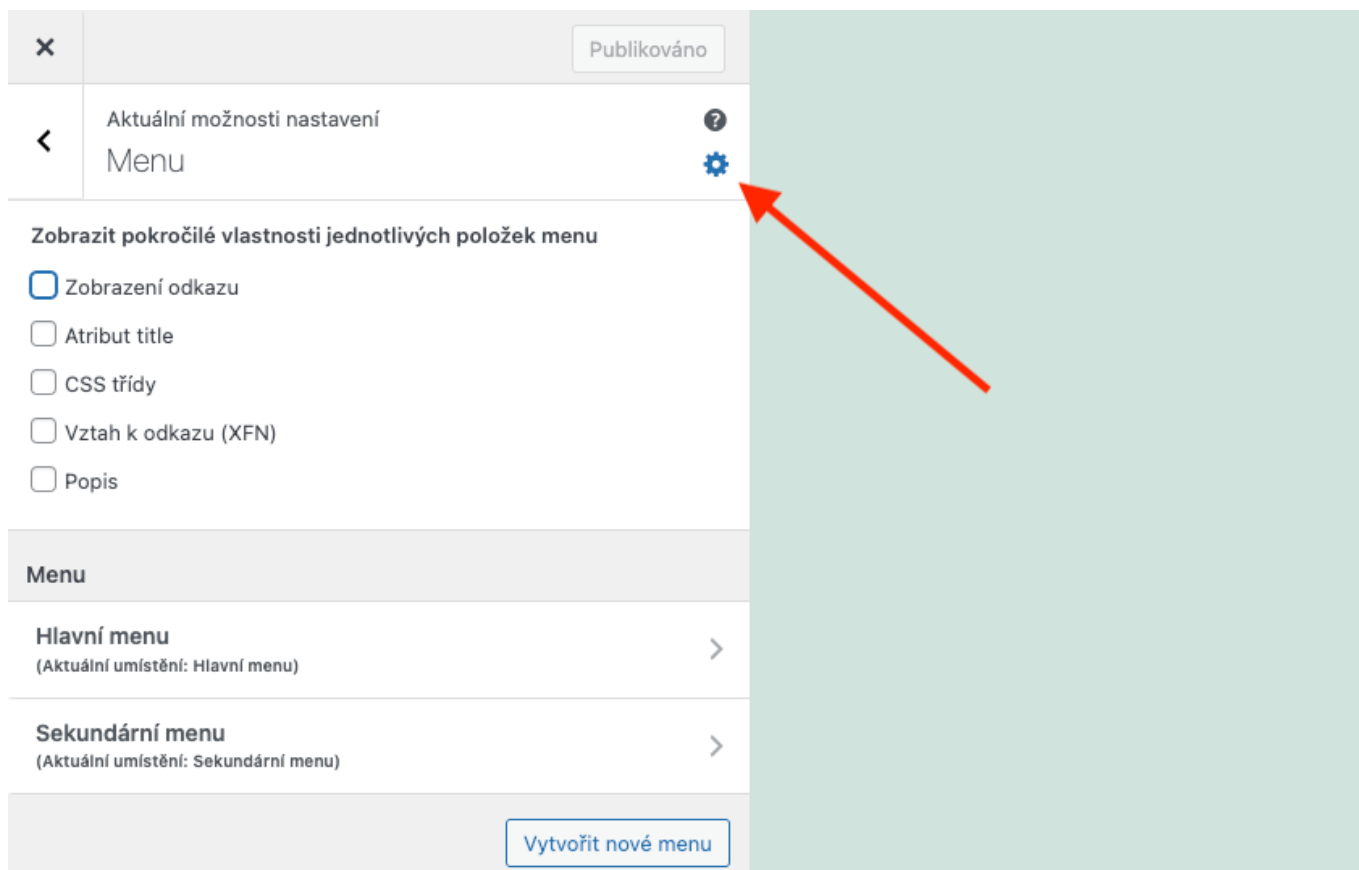 Publikováno
Aktuální možnosti nastavení
Menu
Zobrazit pokročilé vlastnosti jednotlivých položek menu
Zobrazení odkazu
Atribut title
CSS třídy
Vztah k odkazu (XFN)
Popis
Menu
Hlavní menu
(Aktuální umístění: Hlavní menu)
Sekundární menu
(Aktuální umístění: Sekundární menu)
Vytvořit nové menu